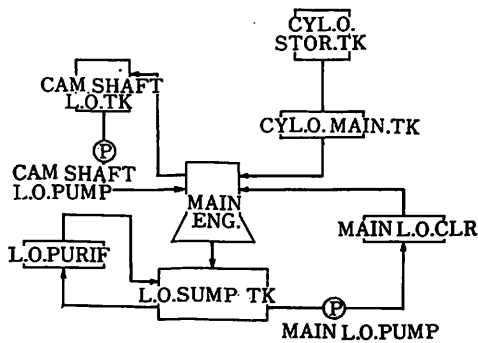 CYL.O.
STOR.TK
CAM SHAFT
L.O.TK
CYL.O.MAIN.TK
P
CAM SHAFT
L.O.PUMP
MAIN
ENG.
MAIN L.O.CLR
L.O.PURIF
L.O.SUMP TK
P
MAIN L.O.PUMP